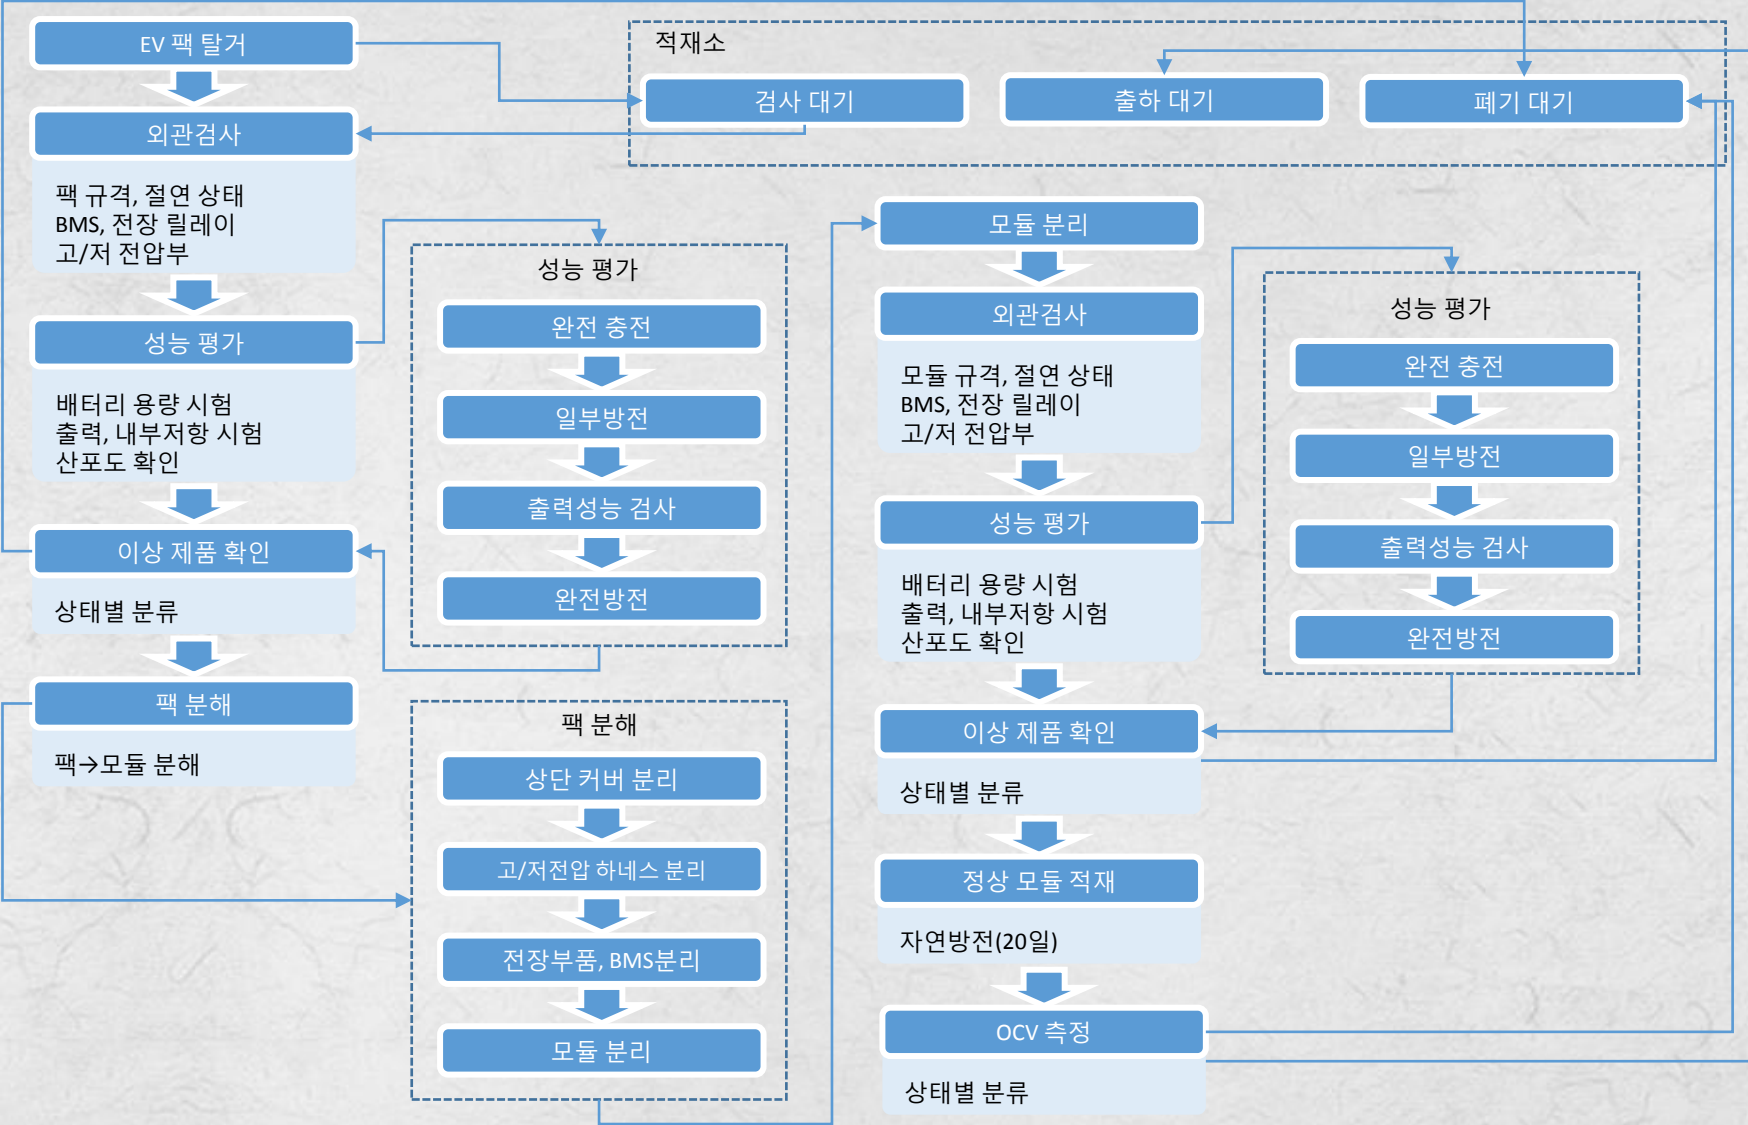 EV 팩 탈거
외관검사
팩 규격, 절연 상태
BMS, 전장 릴레이
고/저 전압부
성능 평가
배터리 용량 시험
출력, 내부저항 시험
산포도 확인
이상 제품 확인
상태별 분류
팩 분해
팩→모듈 분해
적재소
검사 대기
출하 대기
폐기 대기
성능 평가
완전 충전
일부방전
출력성능 검사
완전방전
팩 분해
상단 커버 분리
고/저전압 하네스 분리
전장부품, BMS분리
모듈 분리
모듈 분리
외관검사
모듈 규격, 절연 상태
BMS, 전장 릴레이
고/저 전압부
성능 평가
배터리 용량 시험
출력, 내부저항 시험
산포도 확인
이상 제품 확인
상태별 분류
정상 모듈 적재
자연방전(20일)
OCV 측정
상태별 분류
성능 평가
완전 충전
일부방전
출력성능 검사
완전방전